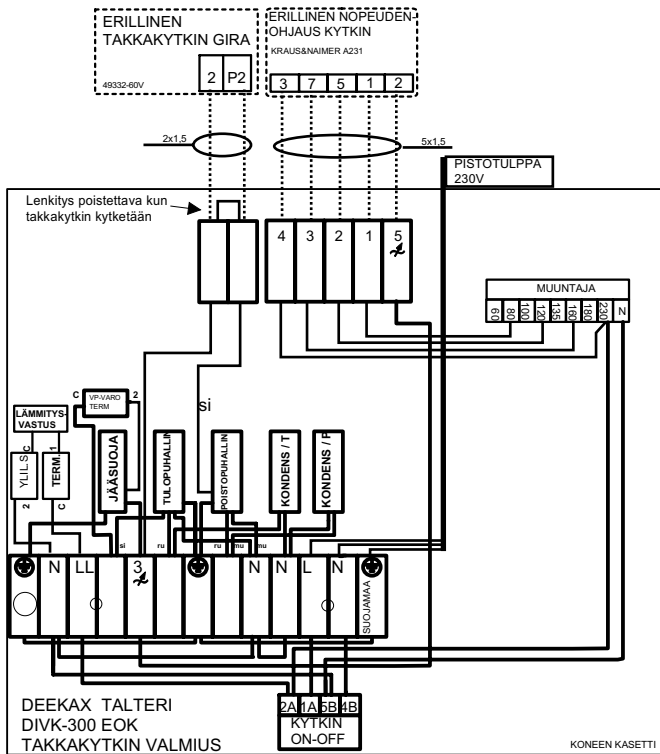 ERILLINEN
TAKKAKYTKIN GIRA
49332-60V
2 P2
ERILLINEN NOPEUDEN-
OHJAUS KYTKIN
KRAUS&NAIMER A231
3 7 5 1 2
2x1,5
5x1,5
PISTOTULPPA
230V
Lenkitys poistettava kun
takkakytkin kytketään
4 3 2 1 5
MUUNTAJA
60 80 100 120 135 160 180 230 N
C VP-VARO 2
TERM
si
LÄMMITYS-
VASTUS
C 1
YLIL.S
TERM.
2 C
JÄÄSUOJA
TULOPUHALLIN
POISTOPUHALLIN
KONDENS / T
KONDENS / P
si ru ru mu mu
N LL 3 N N L N SUOJAMAA
2A 1A 5B 4B
KYTKIN
ON-OFF
DEEKAX TALTERI
DIVK-300 EOK
TAKKAKYTKIN VALMIUS
KONEEN KASETTI